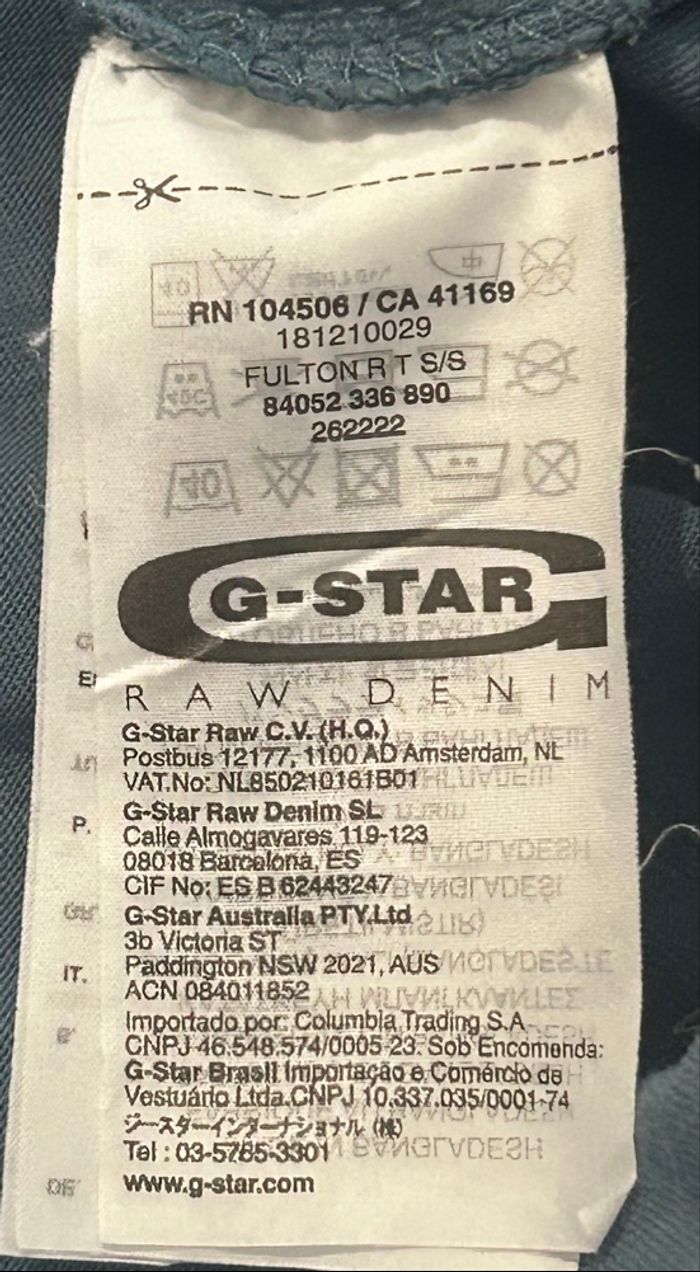 RN 104506 / CA 41169
181210029
FULTON R T S/S
84052 336 890
262222
G-STAR
RAW DENIM
G-Star Raw C.V. (H.Q.)
Postbus 12177, 1100 AD Amsterdam, NL
VAT.No: NL850210161B01
G-Star Raw Denim SL
Calle Almogavares 119-123
08018 Barcelona, ES
CIF No: ES B 62443247
G-Star Australia PTY.Ltd
3b Victoria ST
Paddington NSW 2021, AUS
ACN 084011852
Importado por: Columbia Trading S.A
CNPJ 46.548.574/0005-23. Sob Encomenda:
G-Star Brasil Importação e Comércio de
Vestuário Ltda.CNPJ 10.337.035/0001-74
ジースターインターナショナル (株)
Tel : 03-5765-3301
www.g-star.com
P.
IT.